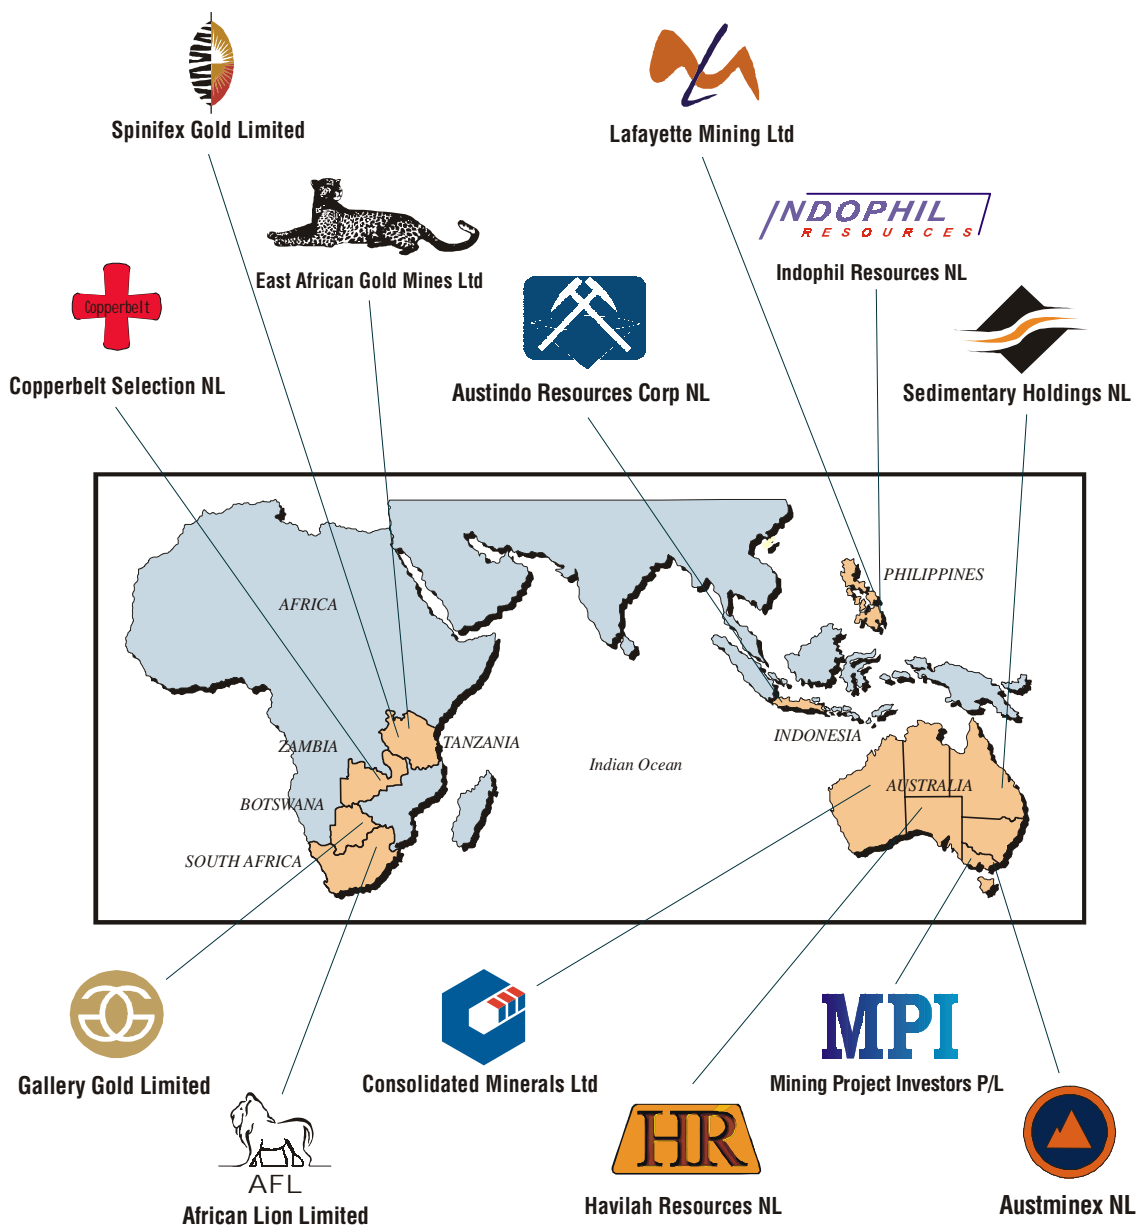 Spinifex Gold Limited
Lafayette Mining Ltd
INDOPHIL
RESOURCES
Indophil Resources NL
East African Gold Mines Ltd
Copperbelt
Copperbelt Selection NL
Austindo Resources Corp NL
Sedimentary Holdings NL
AFRICA
PHILIPPINES
ZAMBIA
TANZANIA
INDONESIA
Indian Ocean
BOTSWANA
AUSTRALIA
SOUTH AFRICA
Gallery Gold Limited
Consolidated Minerals Ltd
MPI
Mining Project Investors P/L
AFL
African Lion Limited
HR
Havilah Resources NL
Austminex NL